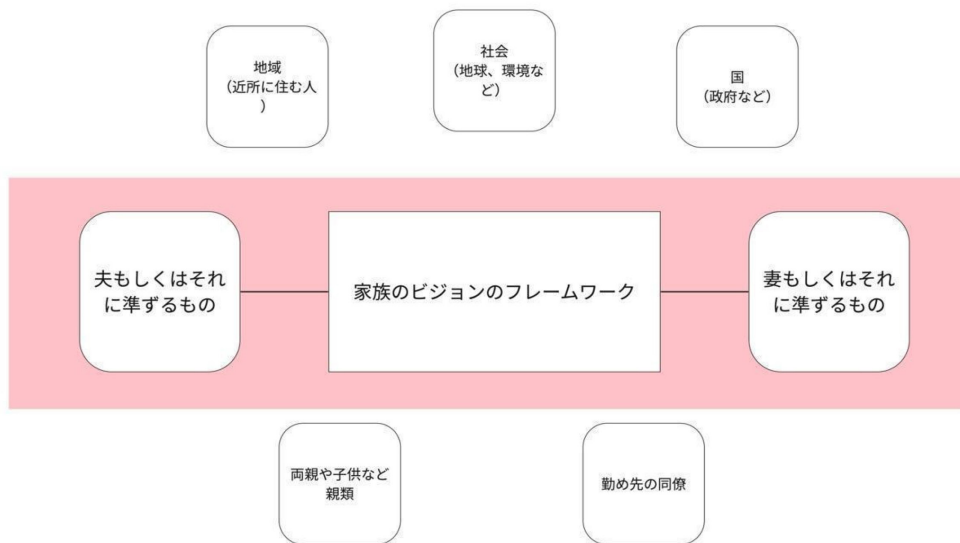 地域
（近所に住む人
）
社会
（地球、環境な
ど）
国
（政府など）
夫もしくはそれ
に準ずるもの
家族のビジョンのフレームワーク
妻もしくはそれ
に準ずるもの
両親や子供など
親類
勤め先の同僚